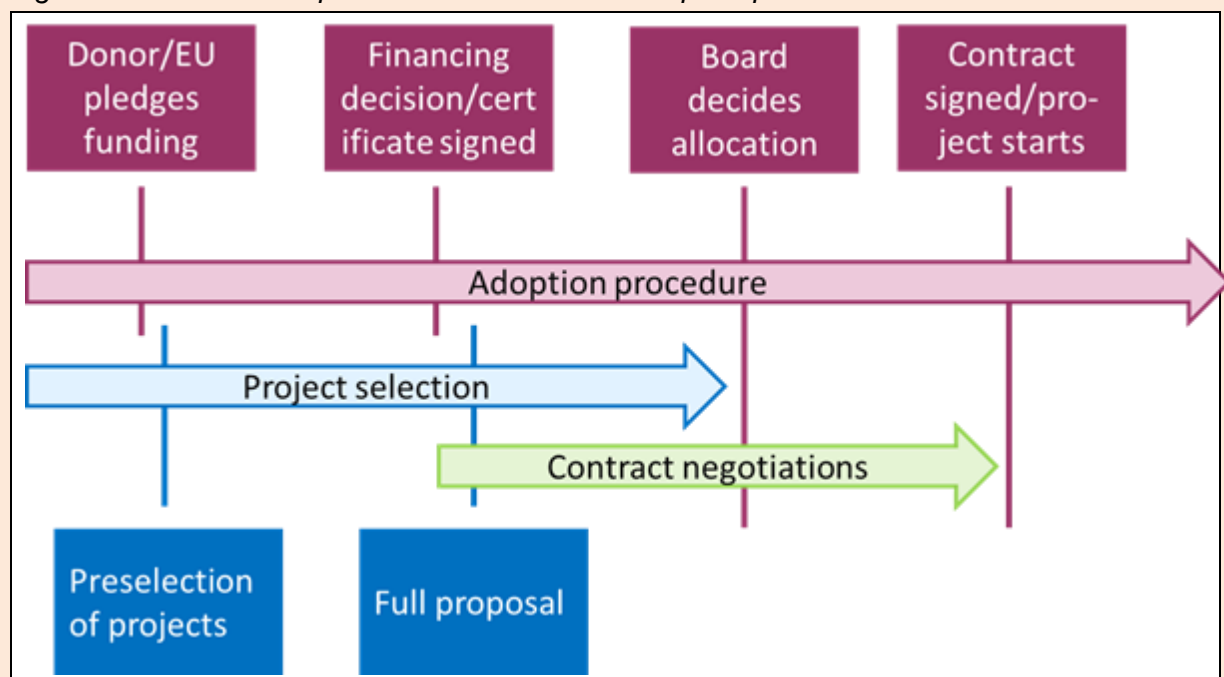 Donor/EU
pledges
funding
Financing
decision/cert
ificate signed
Board
decides
allocation
Contract
signed/pro-
ject starts
Adoption procedure
Project selection
Contract negotiations
Preselection
of projects
Full proposal